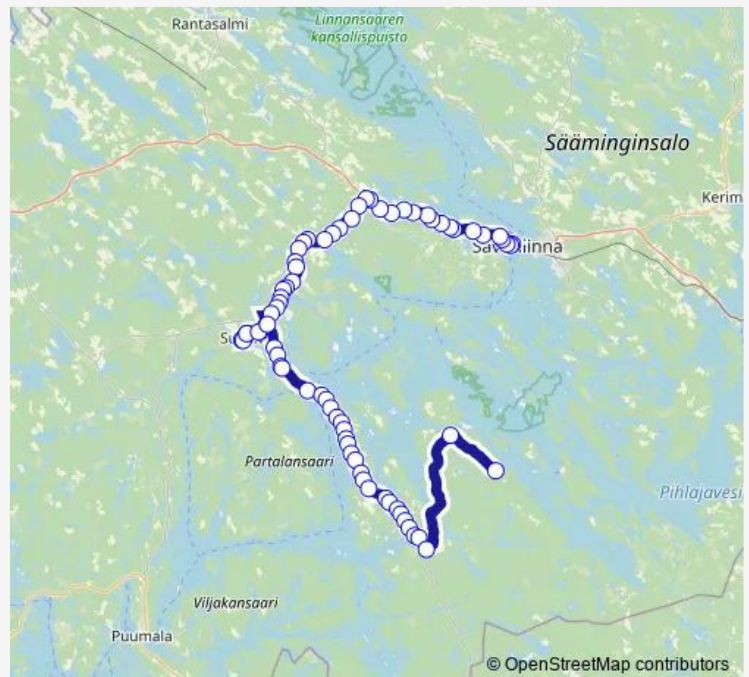 Rantasalmi
Linnansaaren
kansallispuisto
Sääminginsalo
Kerim
Partalansaari
Pihlajavesi
Viljakansaari
Puumala
© OpenStreetMap contributors